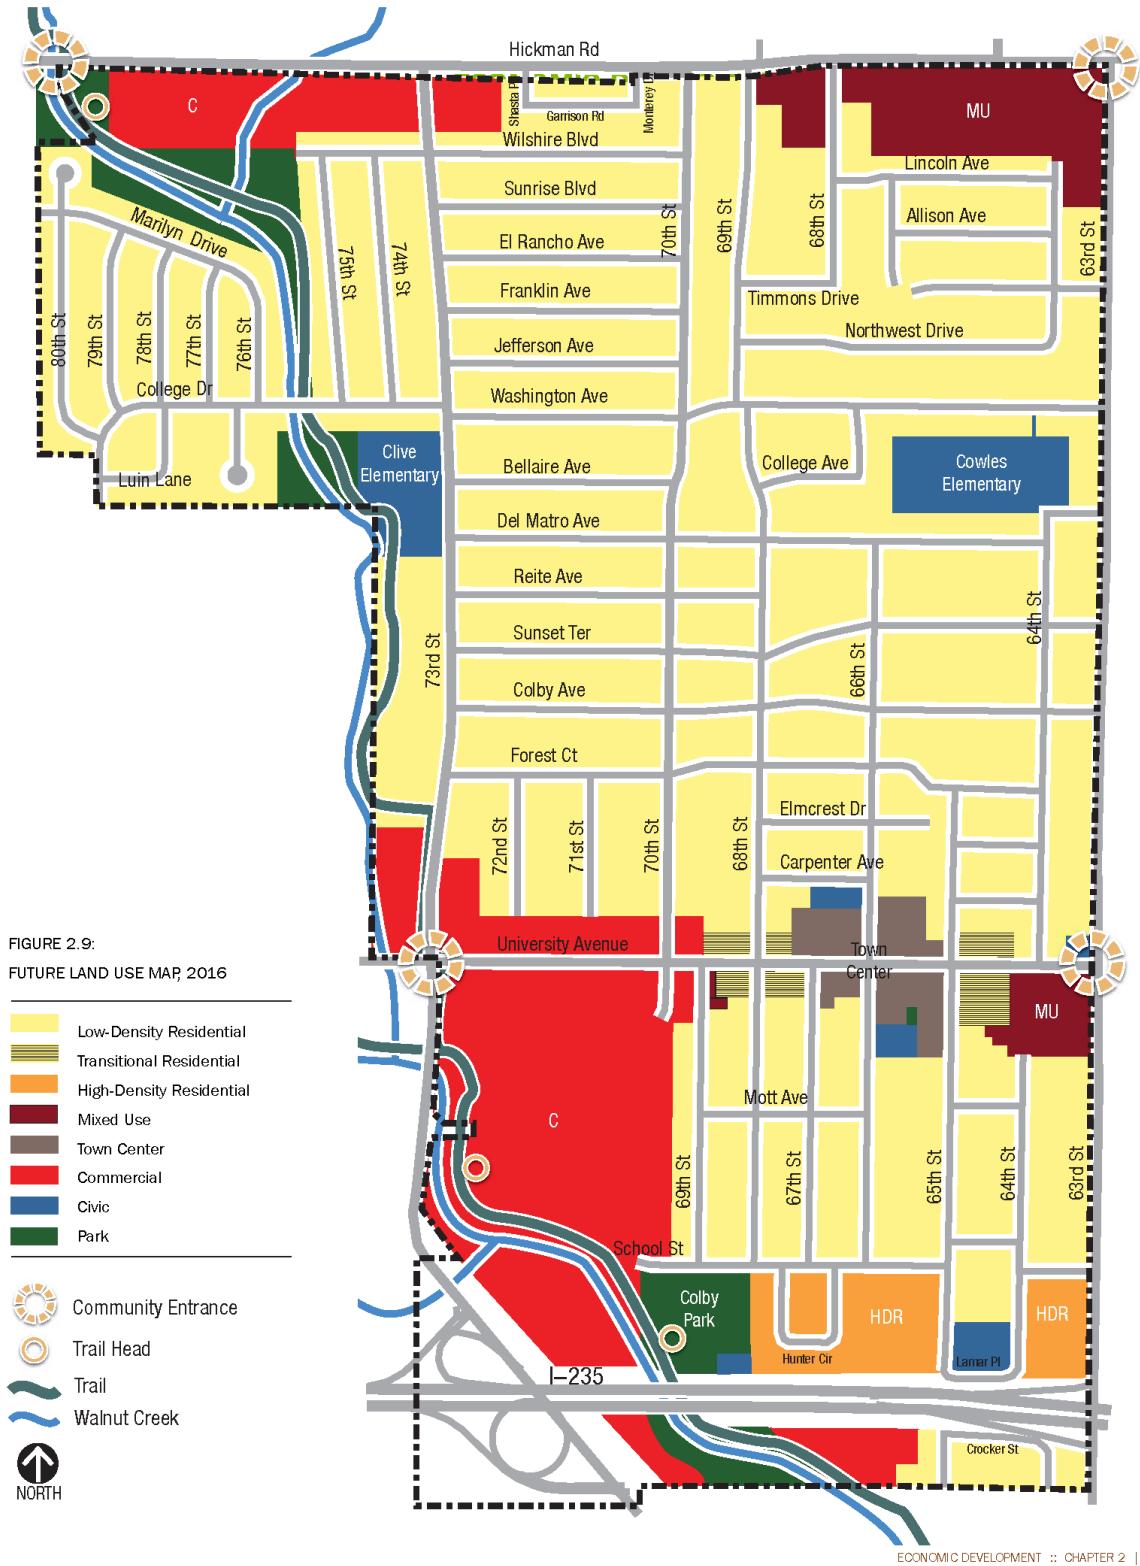 Hickman Rd
C
Shasta Pl
Garrison Rd
Monterey Dr
MU
Wilshire Blvd
Lincoln Ave
Sunrise Blvd
Marilyn Drive
70th St
69th St
68th St
Allison Ave
El Rancho Ave
63rd St
75th St
74th St
Franklin Ave
Timmons Drive
Northwest Drive
80th St
79th St
78th St
77th St
76th St
Jefferson Ave
College Dr
Washington Ave
Clive
Elementary
Bellaire Ave
College Ave
Cowles
Elementary
Luin Lane
Del Matro Ave
Reite Ave
64th St
Sunset Ter
73rd St
66th St
Colby Ave
Forest Ct
Elmcrest Dr
72nd St
71st St
70th St
68th St
Carpenter Ave
University Avenue
Town
Center
MU
C
Mott Ave
69th St
67th St
65th St
64th St
63rd St
School St
Colby
Park
HDR
HDR
Hunter Cir
Lamar Pl
I-235
Crocker St
FIGURE 2.9:
FUTURE LAND USE MAP, 2016
Low-Density Residential
Transitional Residential
High-Density Residential
Mixed Use
Town Center
Commercial
Civic
Park
Community Entrance
Trail Head
Trail
Walnut Creek
NORTH
ECONOMIC DEVELOPMENT :: CHAPTER 2 |